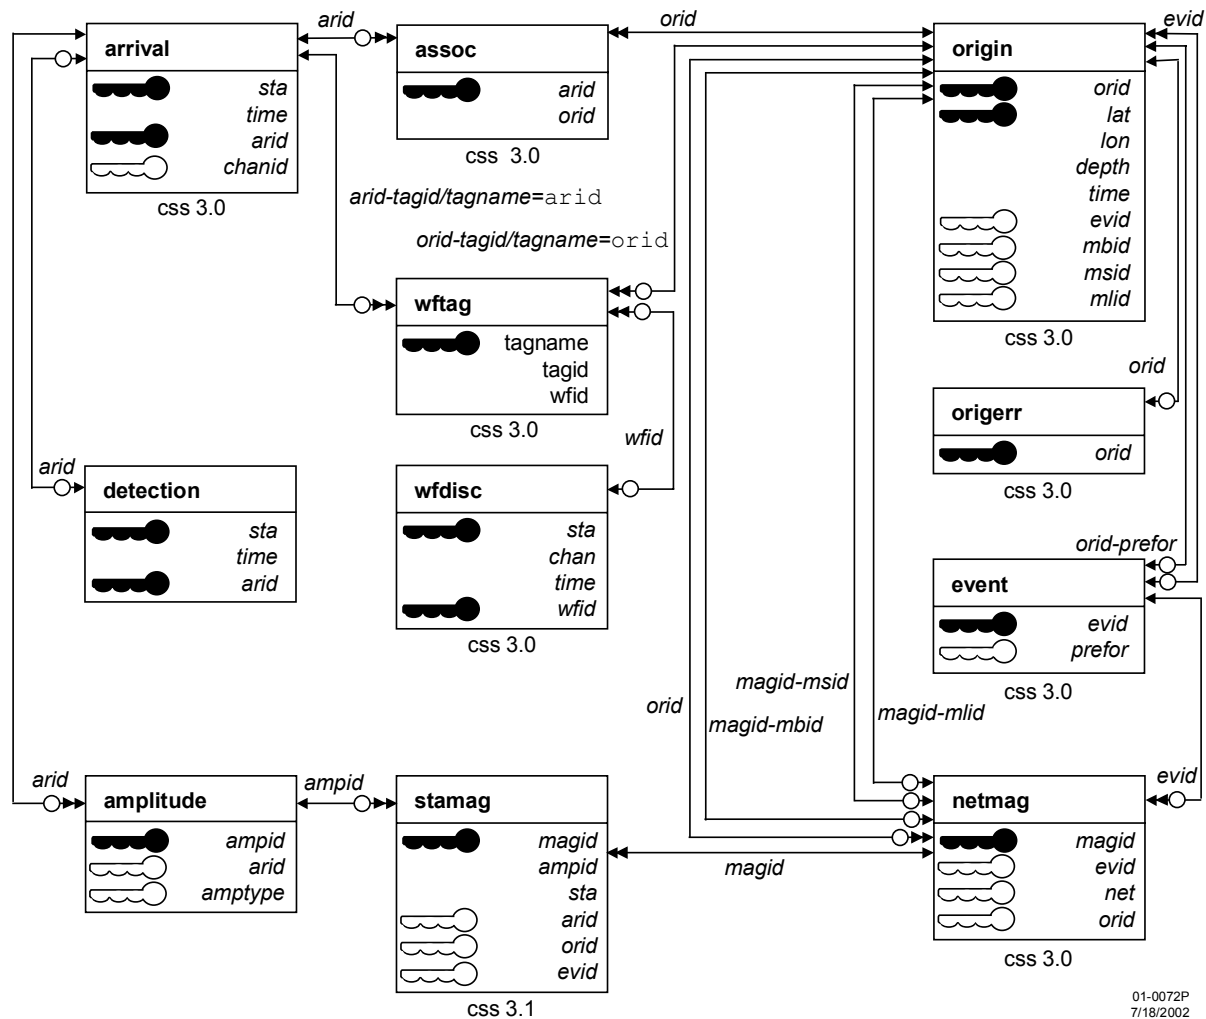 arid
orid
evid
arrival
sta
time
arid
chanid
css 3.0
assoc
arid
orid
css 3.0
origin
orid
lat
lon
depth
time
evid
mbid
msid
mlid
css 3.0
arid-tagid/tagname=arid
orid-tagid/tagname=orid
wftag
tagname
tagid
wfid
css 3.0
orid
origerr
orid
css 3.0
wfid
arid
detection
sta
time
arid
wfdisc
sta
chan
time
wfid
css 3.0
orid-prefor
event
evid
prefor
css 3.0
magid-msid
orid
magid-mbid
magid-mlid
arid
amplitude
ampid
arid
amptype
ampid
stamag
magid
ampid
sta
arid
orid
evid
css 3.1
magid
evid
netmag
magid
evid
net
orid
css 3.0
01-0072P
7/18/2002